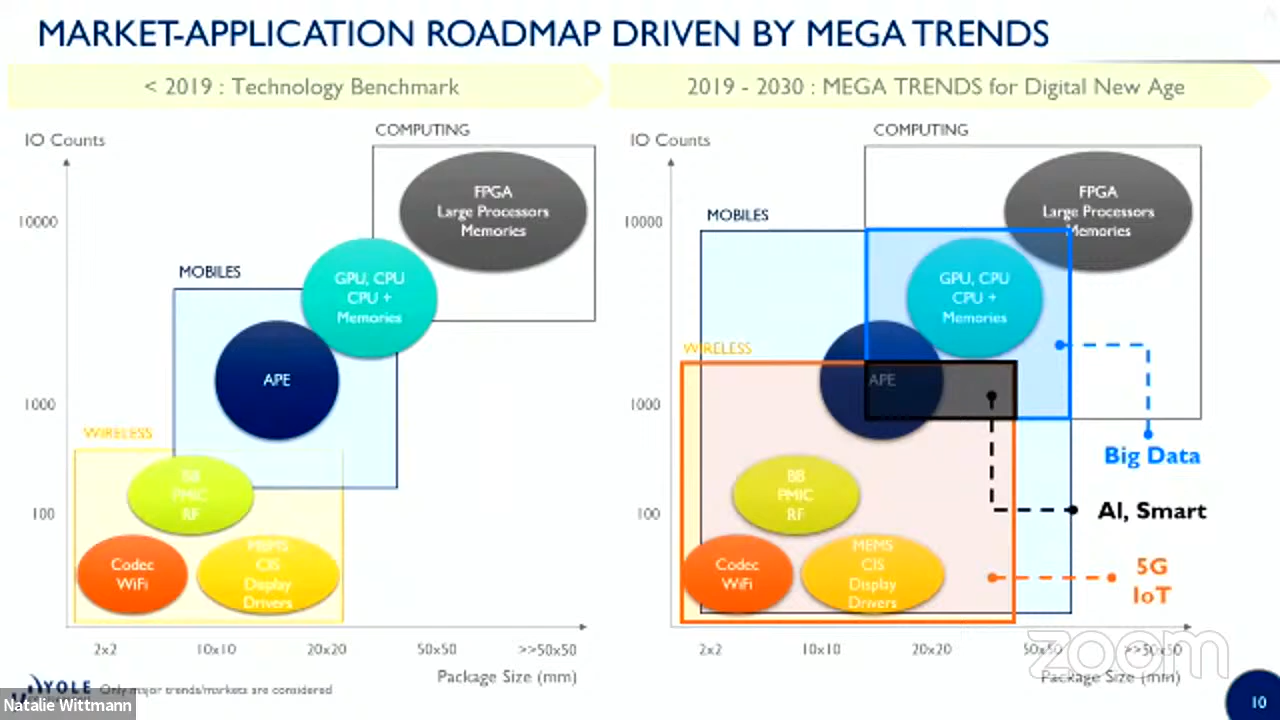 MARKET-APPLICATION ROADMAP DRIVEN BY MEGA TRENDS
< 2019 : Technology Benchmark
2019 - 2030 : MEGA TRENDS for Digital New Age
IO Counts
COMPUTING
FPGA
Large Processors
Memories
10000
MOBILES
GPU, CPU
CPU +
Memories
APE
1000
WIRELESS
BB
PMIC
RF
100
Codec
WiFi
MEMS
CIS
Display
Drivers
2x2
10x10
20x20
50x50
>>50x50
Package Size (mm)
IO Counts
COMPUTING
FPGA
Large Processors
Memories
10000
MOBILES
GPU, CPU
CPU +
Memories
WIRELESS
APE
1000
Big Data
BB
PMIC
RF
100
AI, Smart
Codec
WiFi
MEMS
CIS
Display
Drivers
5G
IoT
2x2
10x10
20x20
50x50
>>50x50
Package Size (mm)
zoom
YOLE
Only major trends/markets are considered
Natalie Wittmann
10